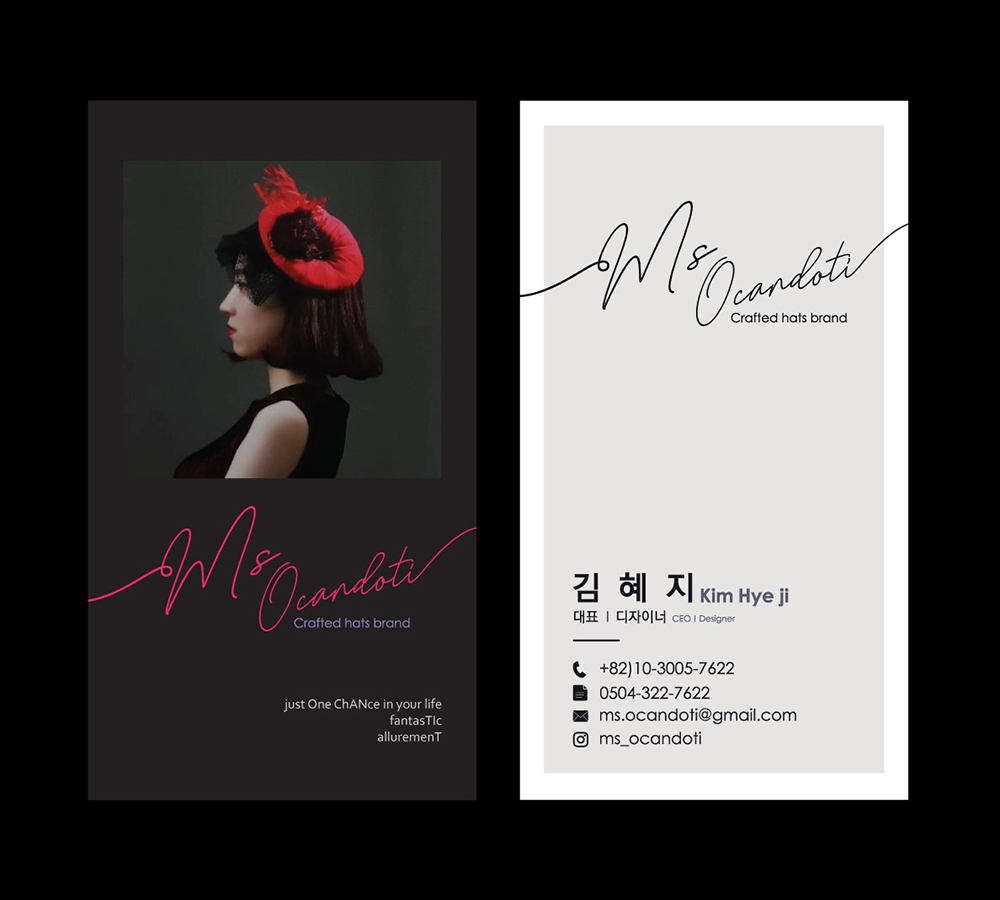 Ms
Ocandoti
Crafted hats brand
just One ChANce in your life
fantasTIc
alluremenT
Ms
Ocandoti
Crafted hats brand
김 혜 지 Kim Hye ji
대표 I 디자이너 CEO I Designer
+82)10-3005-7622
0504-322-7622
ms.ocandoti@gmail.com
ms_ocandoti